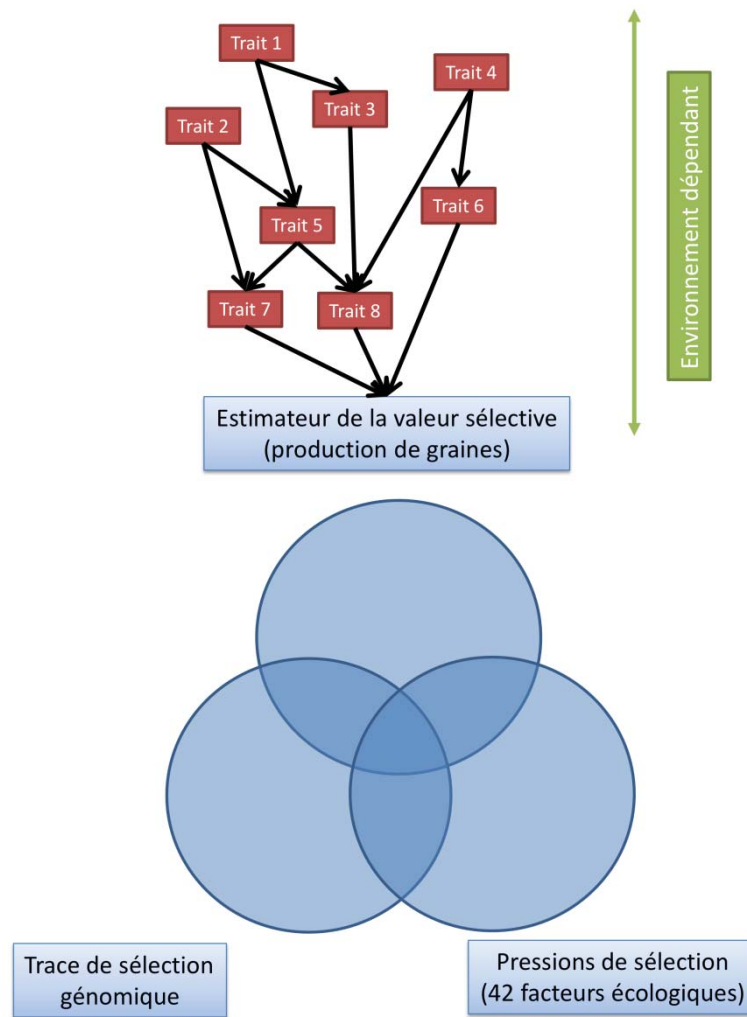 Trait 1
Trait 4
Trait 3
Trait 2
Trait 6
Trait 5
Trait 7
Trait 8
Environnement dépendant
Estimateur de la valeur sélective
(production de graines)
Trace de sélection
génomique
Pressions de sélection
(42 facteurs écologiques)